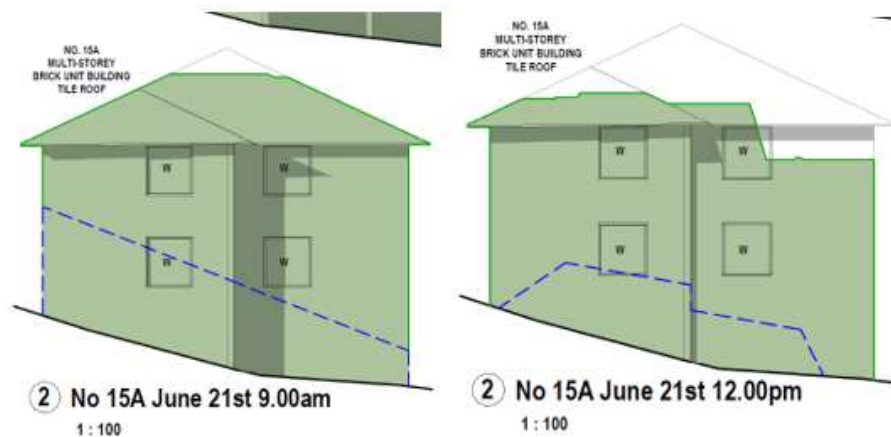 NO. 15A
MULTI-STOREY
BRICK UNIT BUILDING
TILE ROOF
W
W
W
W
2 No 15A June 21st 9.00am
1 : 100
NO. 15A
MULTI-STOREY
BRICK UNIT BUILDING
TILE ROOF
W
W
W
W
2 No 15A June 21st 12.00pm
1 : 100